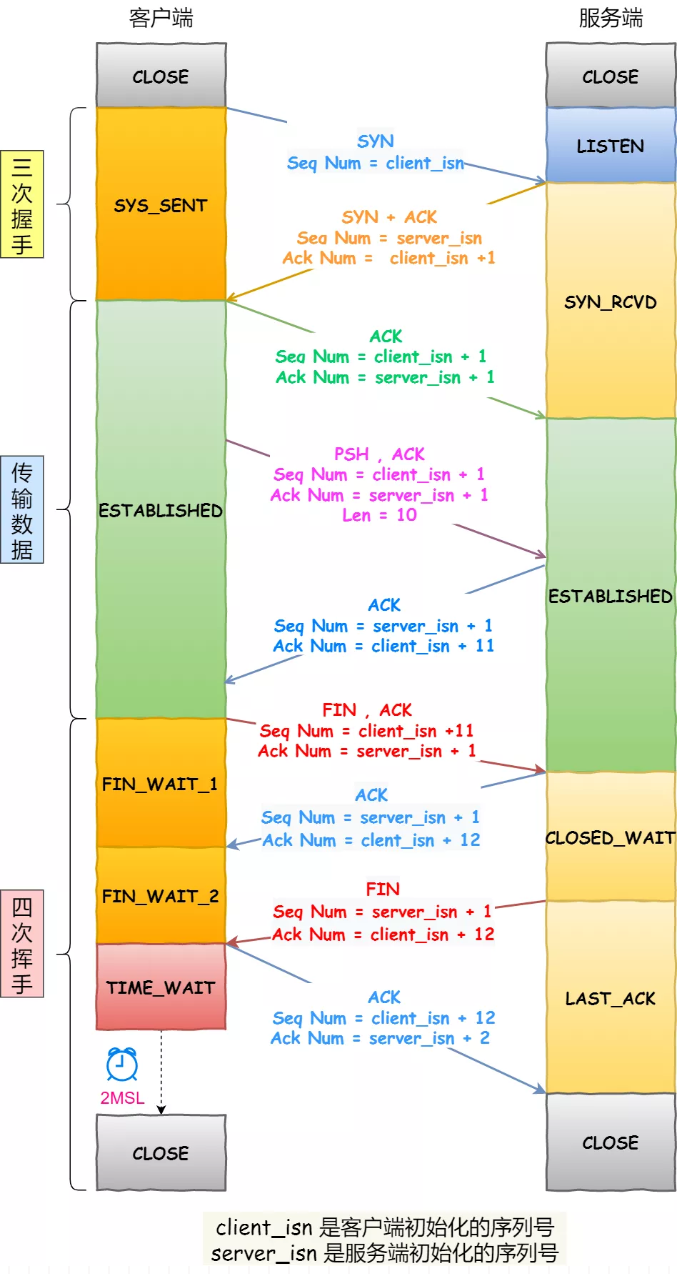 客户端
服务端
CLOSE
CLOSE
SYN
Seq Num = client_isn
LISTEN
三次握手
SYS_SENT
SYN + ACK
Seq Num = server_isn
Ack Num = client_isn +1
SYN_RCVD
ACK
Seq Num = client_isn + 1
Ack Num = server_isn + 1
传输数据
ESTABLISHED
PSH , ACK
Seq Num = client_isn + 1
Ack Num = server_isn + 1
Len = 10
ESTABLISHED
ACK
Seq Num = server_isn + 1
Ack Num = client_isn + 11
FIN , ACK
Seq Num = client_isn +11
Ack Num = server_isn + 1
FIN_WAIT_1
ACK
Seq Num = server_isn + 1
Ack Num = clent_isn + 12
CLOSED_WAIT
四次挥手
FIN_WAIT_2
FIN
Seq Num = server_isn + 1
Ack Num = client_isn + 12
TIME_WAIT
ACK
Seq Num = client_isn + 12
Ack Num = server_isn + 2
LAST_ACK
2MSL
CLOSE
CLOSE
client_isn 是客户端初始化的序列号
server_isn 是服务端初始化的序列号